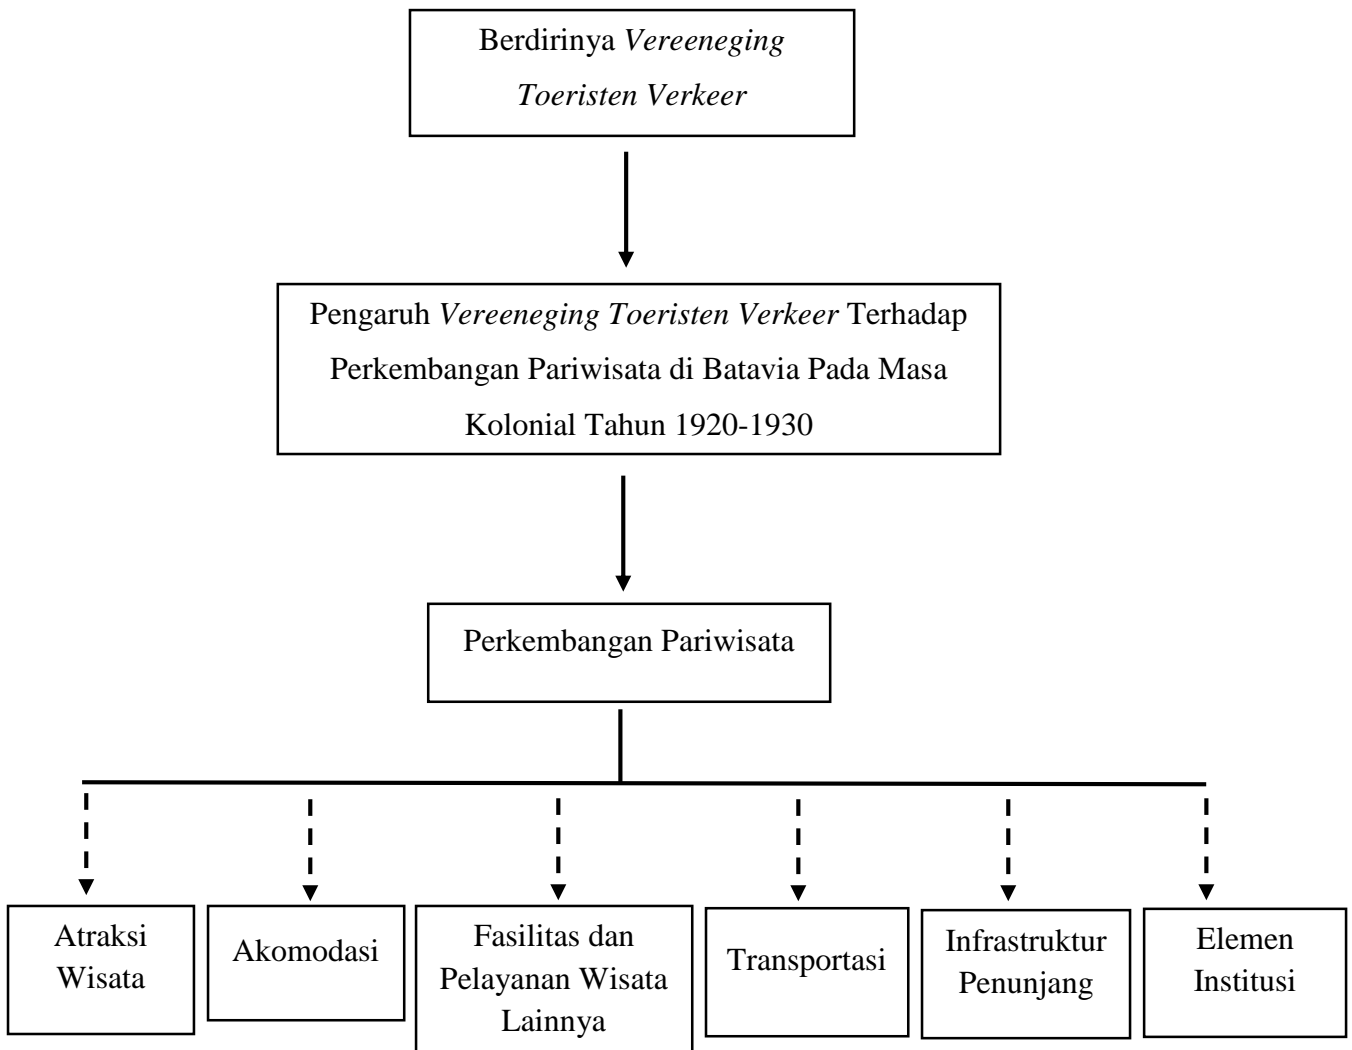 Berdirinya Vereeneging
Toeristen Verkeer
Pengaruh Vereeneging Toeristen Verkeer Terhadap
Perkembangan Pariwisata di Batavia Pada Masa
Kolonial Tahun 1920-1930
Perkembangan Pariwisata
Atraksi
Wisata
Akomodasi
Fasilitas dan
Pelayanan Wisata
Lainnya
Transportasi
Infrastruktur
Penunjang
Elemen
Institusi